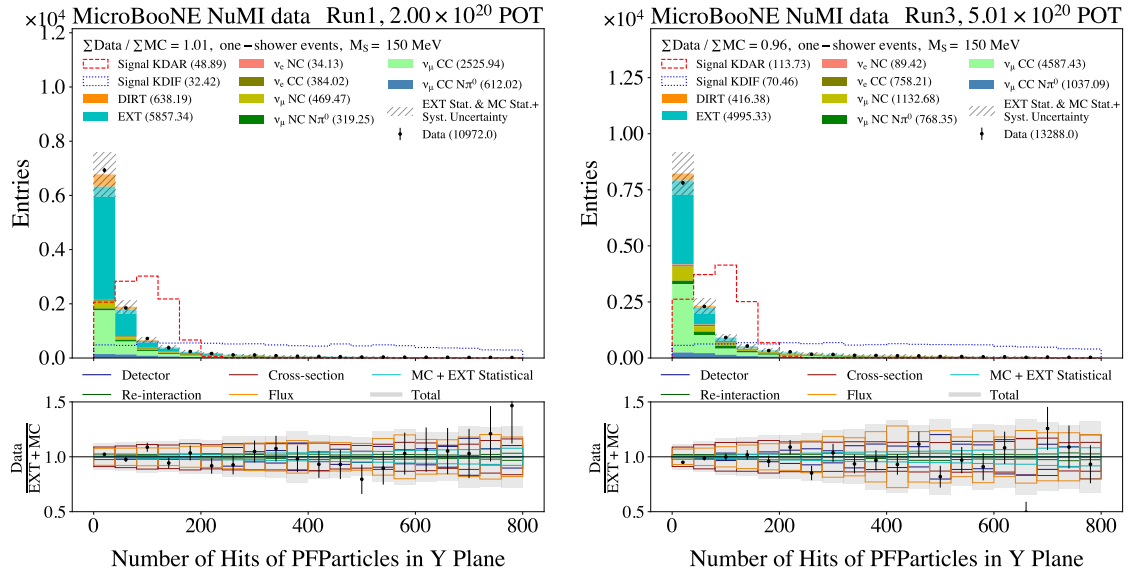 ×10⁴ MicroBooNE NuMI data Run1, 2.00 × 10²⁰ POT
ΣData / ΣMC = 1.01, one−shower events, M_S = 150 MeV
Signal KDAR (48.89)
Signal KDIF (32.42)
DIRT (638.19)
EXT (5857.34)
ν_e NC (34.13)
ν_e CC (384.02)
ν_μ NC (469.47)
ν_μ NC Nπ⁰ (319.25)
ν_μ CC (2525.94)
ν_μ CC Nπ⁰ (612.02)
EXT Stat. & MC Stat.+
Syst. Uncertainty
Data (10972.0)
Entries
1.2
1.0
0.8
0.6
0.4
0.2
0.0
Detector
Cross-section
MC + EXT Statistical
Re-interaction
Flux
Total
Data
EXT + MC
1.5
1.0
0.5
0 200 400 600 800
Number of Hits of PFParticles in Y Plane
×10⁴ MicroBooNE NuMI data Run3, 5.01 × 10²⁰ POT
ΣData / ΣMC = 0.96, one−shower events, M_S = 150 MeV
Signal KDAR (113.73)
Signal KDIF (70.46)
DIRT (416.38)
EXT (4995.33)
ν_e NC (89.42)
ν_e CC (758.21)
ν_μ NC (1132.68)
ν_μ NC Nπ⁰ (768.35)
ν_μ CC (4587.43)
ν_μ CC Nπ⁰ (1037.09)
EXT Stat. & MC Stat.+
Syst. Uncertainty
Data (13288.0)
Entries
1.25
1.00
0.75
0.50
0.25
0.00
Detector
Cross-section
MC + EXT Statistical
Re-interaction
Flux
Total
Data
EXT + MC
1.5
1.0
0.5
0 200 400 600 800
Number of Hits of PFParticles in Y Plane